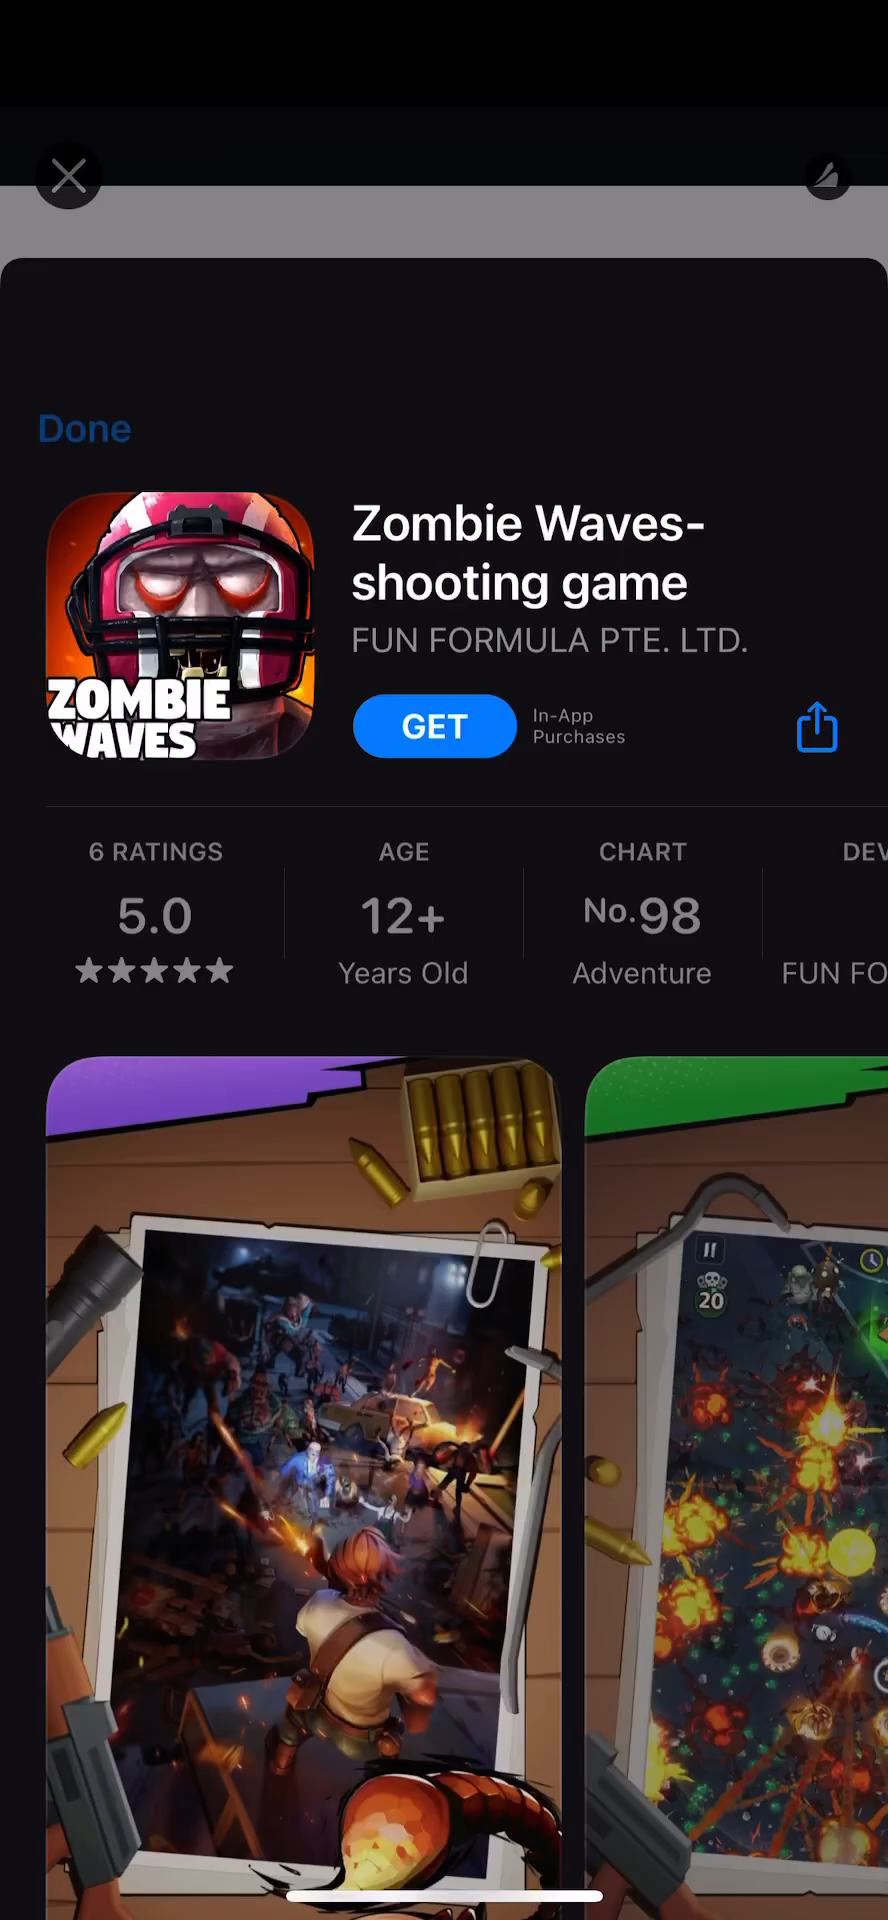 Done
ZOMBIE
WAVES
Zombie Waves-
shooting game
FUN FORMULA PTE. LTD.
GET
In-App
Purchases
6 RATINGS
5.0
AGE
12+
Years Old
CHART
No.98
Adventure
DEV
FUN FO
20